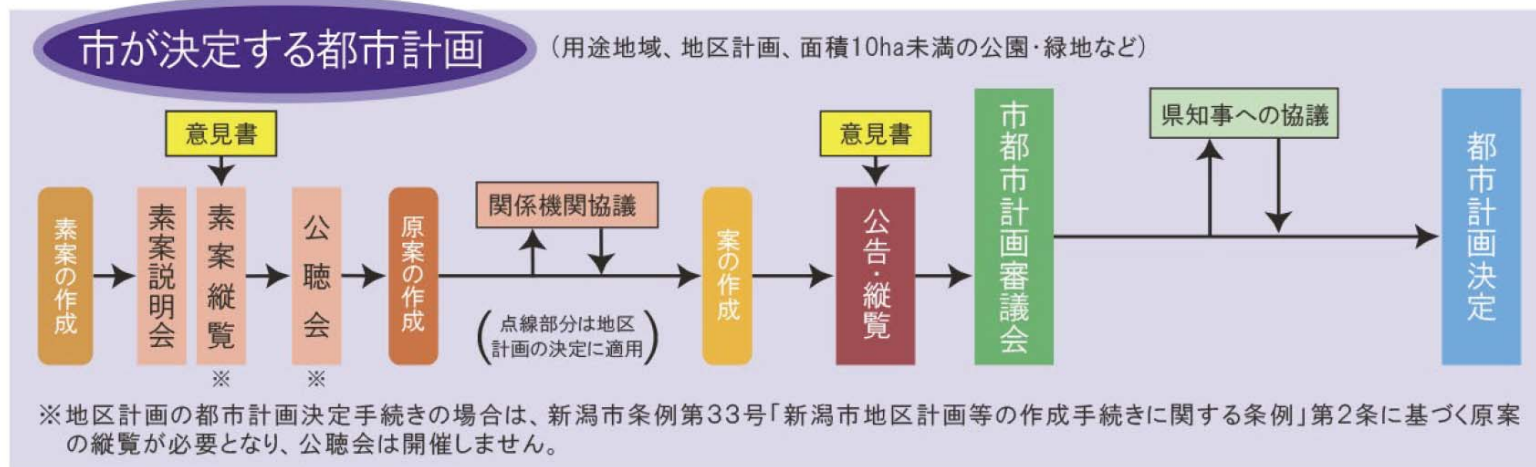 市が決定する都市計画
(用途地域、地区計画、面積10ha未満の公園・緑地など)
素案の作成
素案説明会
意見書
素案縦覧
※
公聴会
※
原案の作成
関係機関協議
(点線部分は地区
計画の決定に適用)
案の作成
意見書
公告・縦覧
市都市計画審議会
県知事への協議
都市計画決定
※地区計画の都市計画決定手続きの場合は、新潟市条例第33号「新潟市地区計画等の作成手続きに関する条例」第2条に基づく原案
の縦覧が必要となり、公聴会は開催しません。